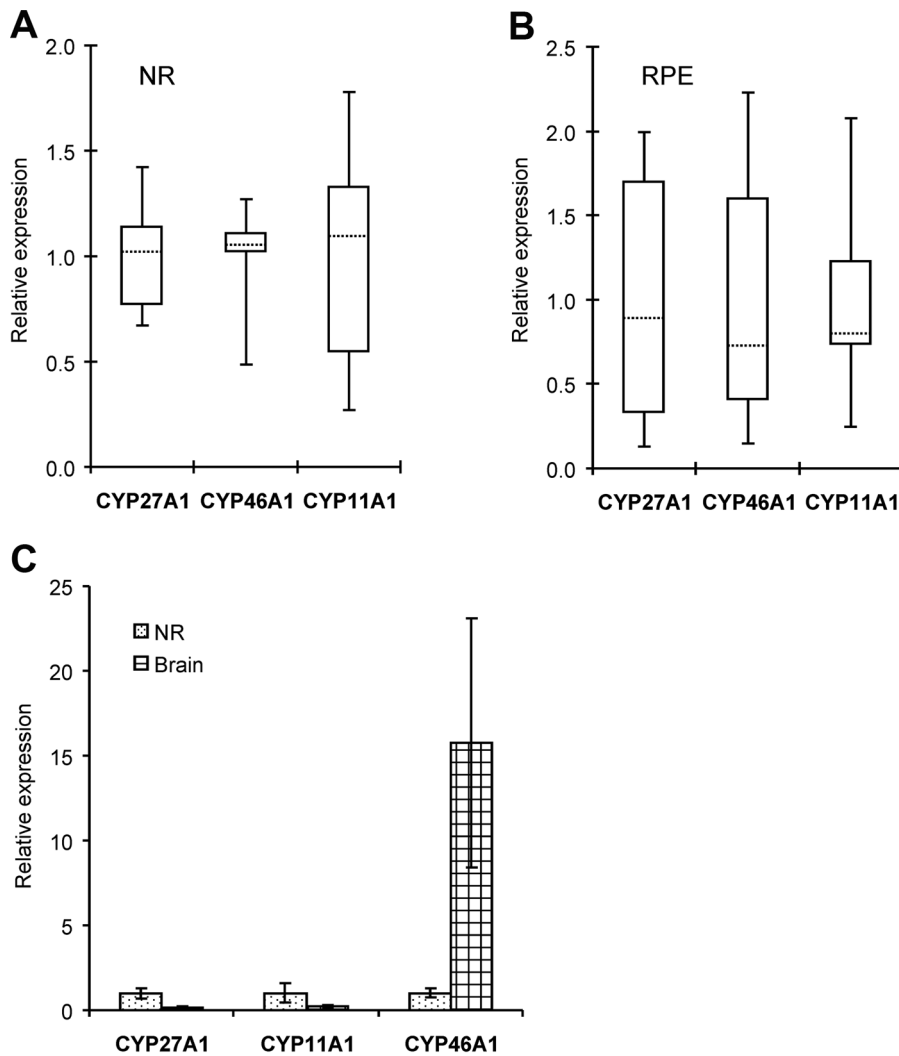 A
NR
Relative expression
2.0
1.5
1.0
0.5
0.0
CYP27A1 CYP46A1 CYP11A1
B
RPE
Relative expression
2.5
2.0
1.5
1.0
0.5
0.0
CYP27A1 CYP46A1 CYP11A1
C
NR
Brain
Relative expression
25
20
15
10
5
0
CYP27A1 CYP11A1 CYP46A1